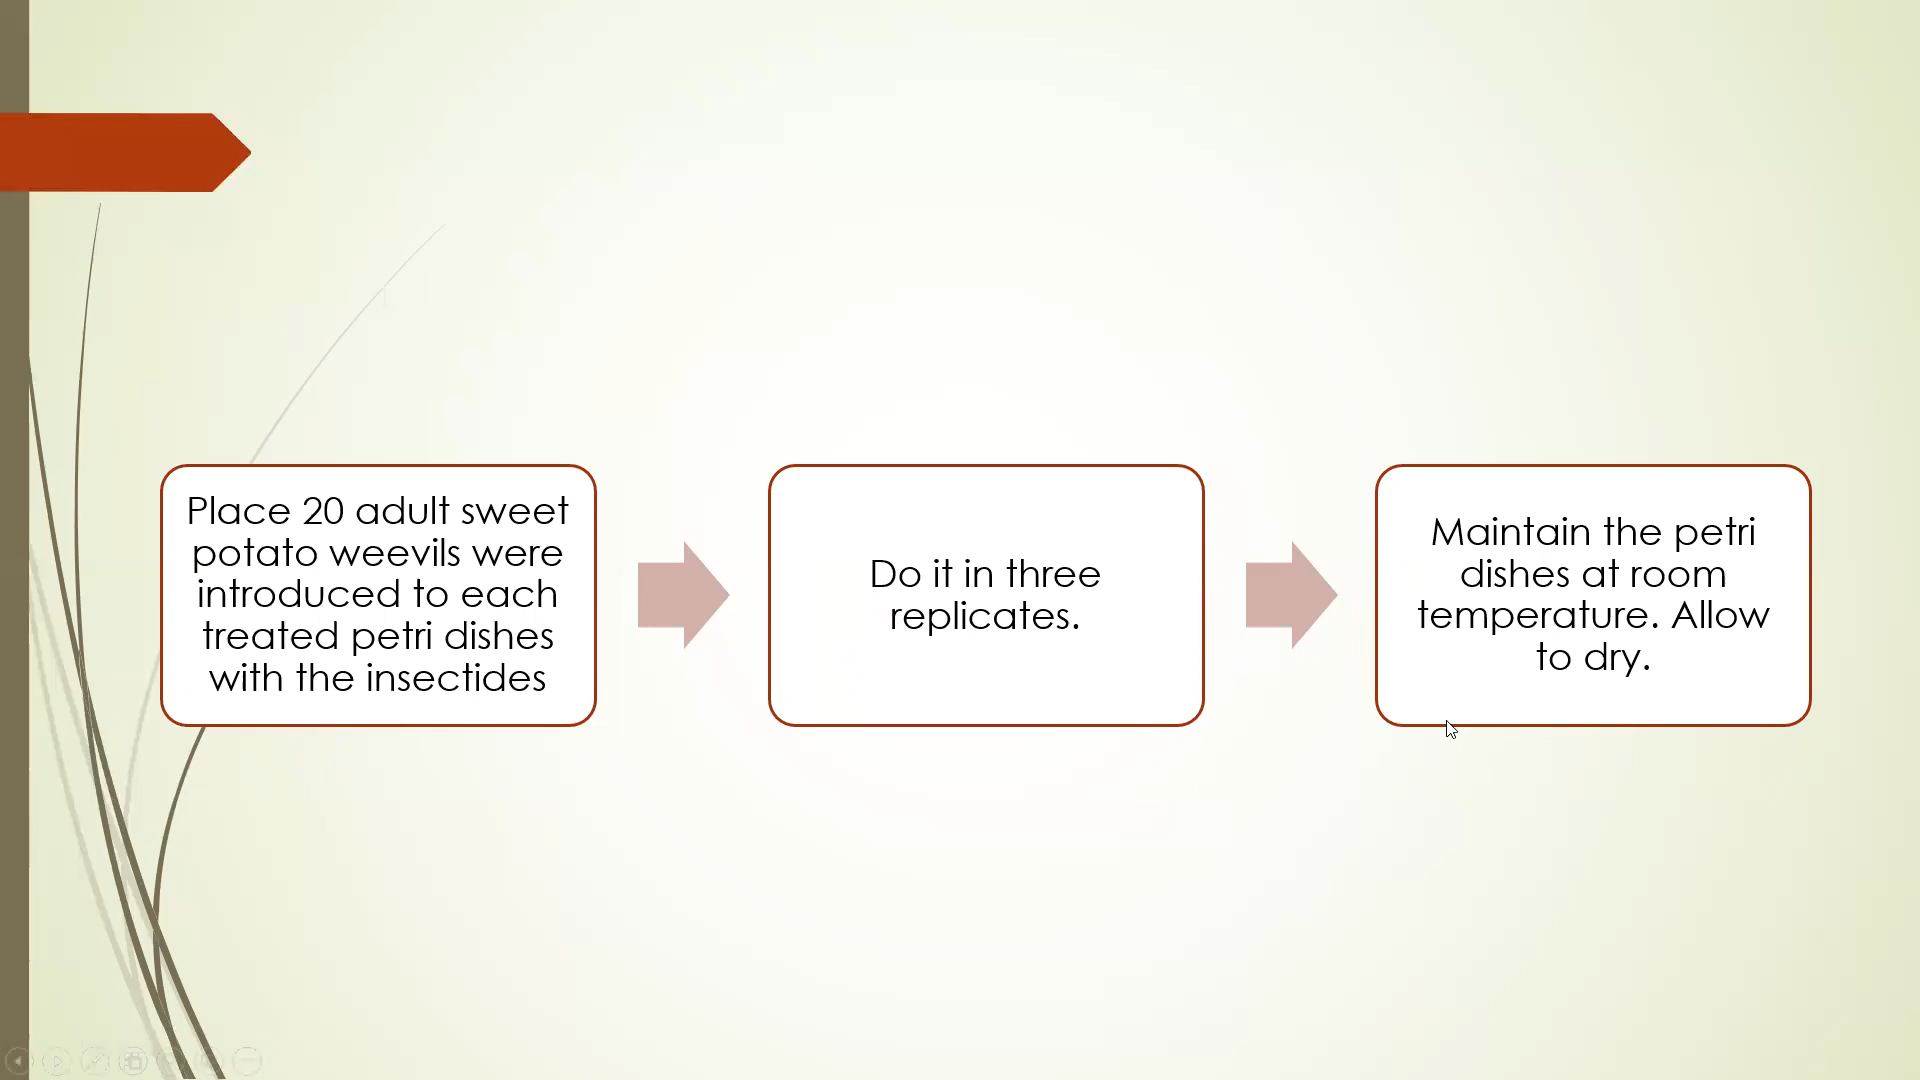 Place 20 adult sweet
potato weevils were
introduced to each
treated petri dishes
with the insectides
Do it in three
replicates.
Maintain the petri
dishes at room
temperature. Allow
to dry.